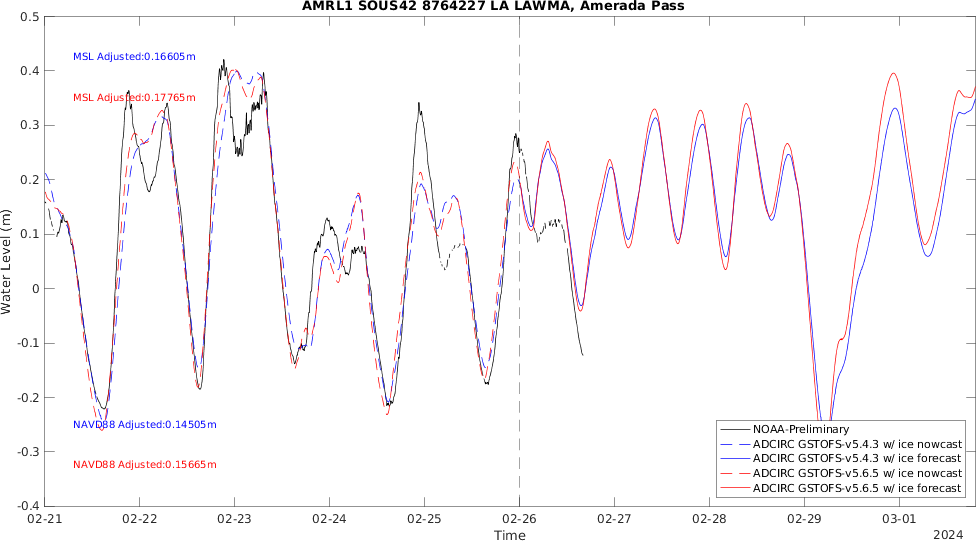 AMRL1 SOUS42 8764227 LA LAWMA, Amerada Pass
0.5
0.4
0.3
0.2
0.1
0
-0.1
-0.2
-0.3
-0.4
Water Level (m)
MSL Adjusted:0.16605m
MSL Adjusted:0.17765m
NAVD88 Adjusted:0.14505m
NAVD88 Adjusted:0.15665m
NOAA-Preliminary
ADCIRC GSTOFS-v5.4.3 w/ ice nowcast
ADCIRC GSTOFS-v5.4.3 w/ ice forecast
ADCIRC GSTOFS-v5.6.5 w/ ice nowcast
ADCIRC GSTOFS-v5.6.5 w/ ice forecast
02-21 02-22 02-23 02-24 02-25 02-26 02-27 02-28 02-29 03-01
Time
2024